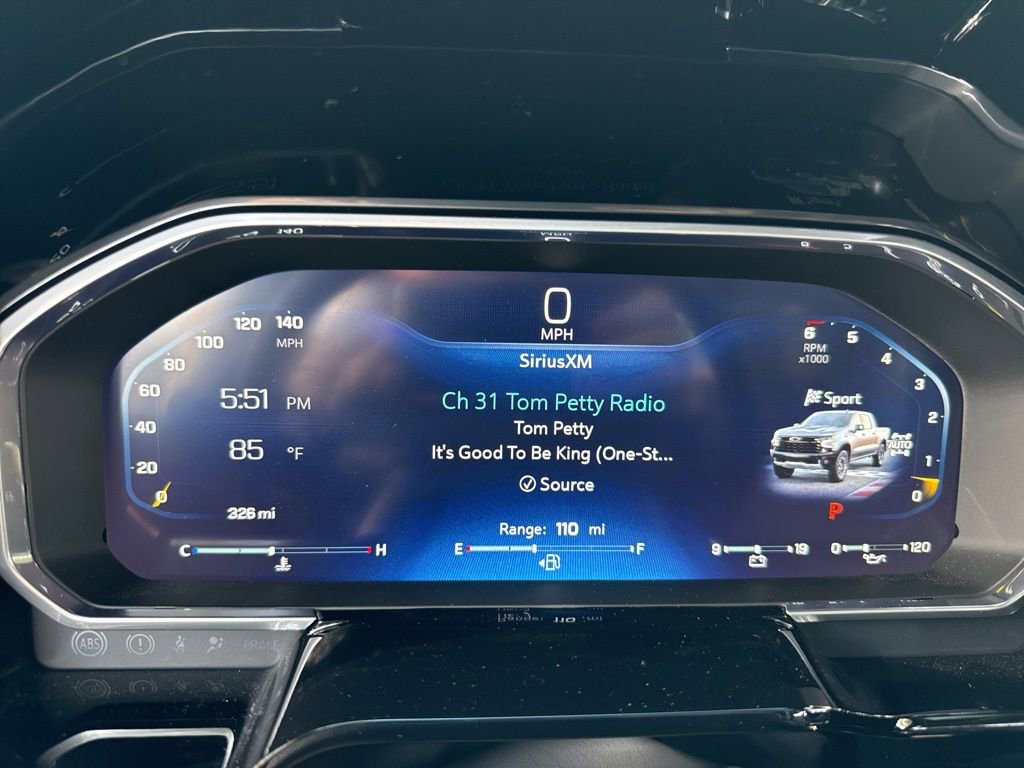 0
MPH
SiriusXM
Ch 31 Tom Petty Radio
Tom Petty
It's Good To Be King (One-St...
Source
Range: 110 mi
E F
140
MPH
120
100
80
60
40
20
0
5:51 PM
85 °F
326 mi
C H
6
5
4
3
2
1
0
RPM
x1000
Sport
AUTO
P
9 19
0 120
ABS
BRAKE